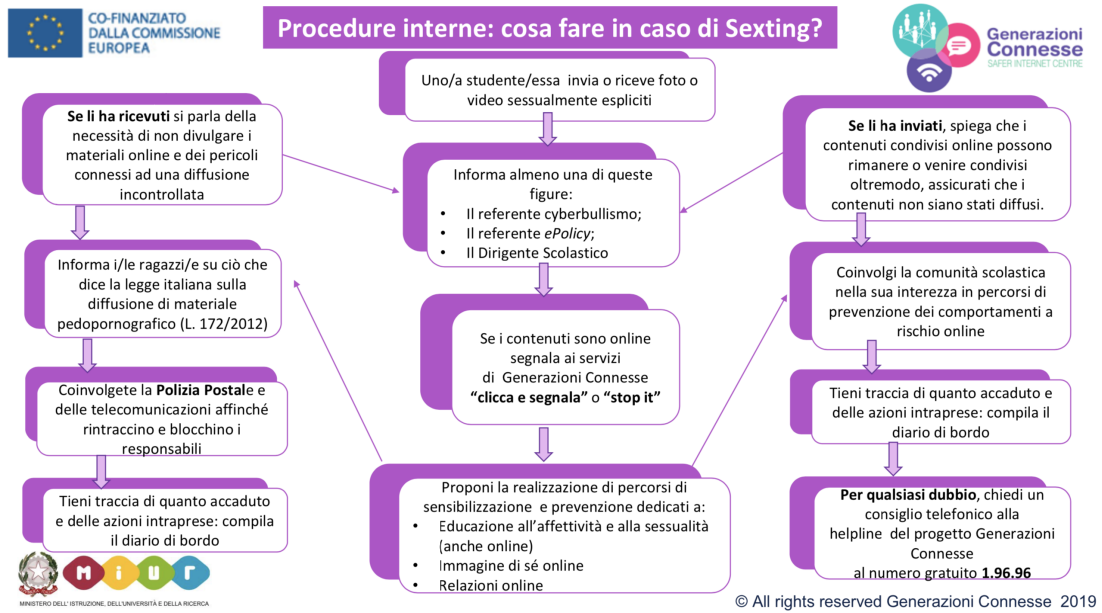 CO-FINANZIATO
DALLA COMMISSIONE
EUROPEA
Procedure interne: cosa fare in caso di Sexting?
Generazioni
Connesse
SAFER INTERNET CENTRE
Uno/a studente/essa invia o riceve foto o
video sessualmente espliciti
Se li ha ricevuti si parla della
necessità di non divulgare i
materiali online e dei pericoli
connessi ad una diffusione
incontrollata
Informa i/le ragazzi/e su ciò che
dice la legge italiana sulla
diffusione di materiale
pedopornografico (L. 172/2012)
Coinvolgete la Polizia Postale e
delle telecomunicazioni affinché
rintraccino e blocchino i
responsabili
Tieni traccia di quanto accaduto
e delle azioni intraprese: compila
il diario di bordo
Informa almeno una di queste
figure:
• Il referente cyberbullismo;
• Il referente ePolicy;
• Il Dirigente Scolastico
Se i contenuti sono online
segnala ai servizi
di Generazioni Connesse
“clicca e segnala” o “stop it”
Proponi la realizzazione di percorsi di
sensibilizzazione e prevenzione dedicati a:
• Educazione all’affettività e alla sessualità
(anche online)
• Immagine di sé online
• Relazioni online
Se li ha inviati, spiega che i
contenuti condivisi online possono
rimanere o venire condivisi
oltremodo, assicurati che i
contenuti non siano stati diffusi.
Coinvolgi la comunità scolastica
nella sua interezza in percorsi di
prevenzione dei comportamenti a
rischio online
Tieni traccia di quanto accaduto e
delle azioni intraprese: compila il
diario di bordo
Per qualsiasi dubbio, chiedi un
consiglio telefonico alla
helpline del progetto Generazioni
Connesse
al numero gratuito 1.96.96
miur
MINISTERO DELL' ISTRUZIONE, DELL'UNIVERSITÀ E DELLA RICERCA
© All rights reserved Generazioni Connesse 2019